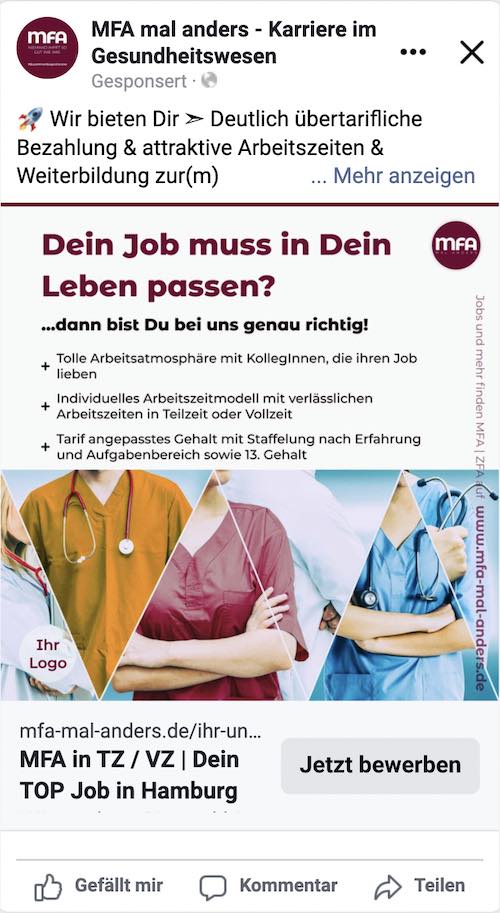 MFA mal anders - Karriere im
Gesundheitswesen
Gesponsert ·
🚀 Wir bieten Dir ➣ Deutlich übertarifliche
Bezahlung & attraktive Arbeitszeiten &
Weiterbildung zur(m) ... Mehr anzeigen
Dein Job muss in Dein
Leben passen?
MFA
MAL ANDERS
...dann bist Du bei uns genau richtig!
+ Tolle Arbeitsatmosphäre mit KollegInnen, die ihren Job
lieben
+ Individuelles Arbeitszeitmodell mit verlässlichen
Arbeitszeiten in Teilzeit oder Vollzeit
+ Tarif angepasstes Gehalt mit Staffelung nach Erfahrung
und Aufgabenbereich sowie 13. Gehalt
Jobs und mehr finden MFA | ZFA auf www.mfa-mal-anders.de
Ihr
Logo
mfa-mal-anders.de/ihr-un...
MFA in TZ / VZ | Dein
TOP Job in Hamburg
Jetzt bewerben
Gefällt mir
Kommentar
Teilen